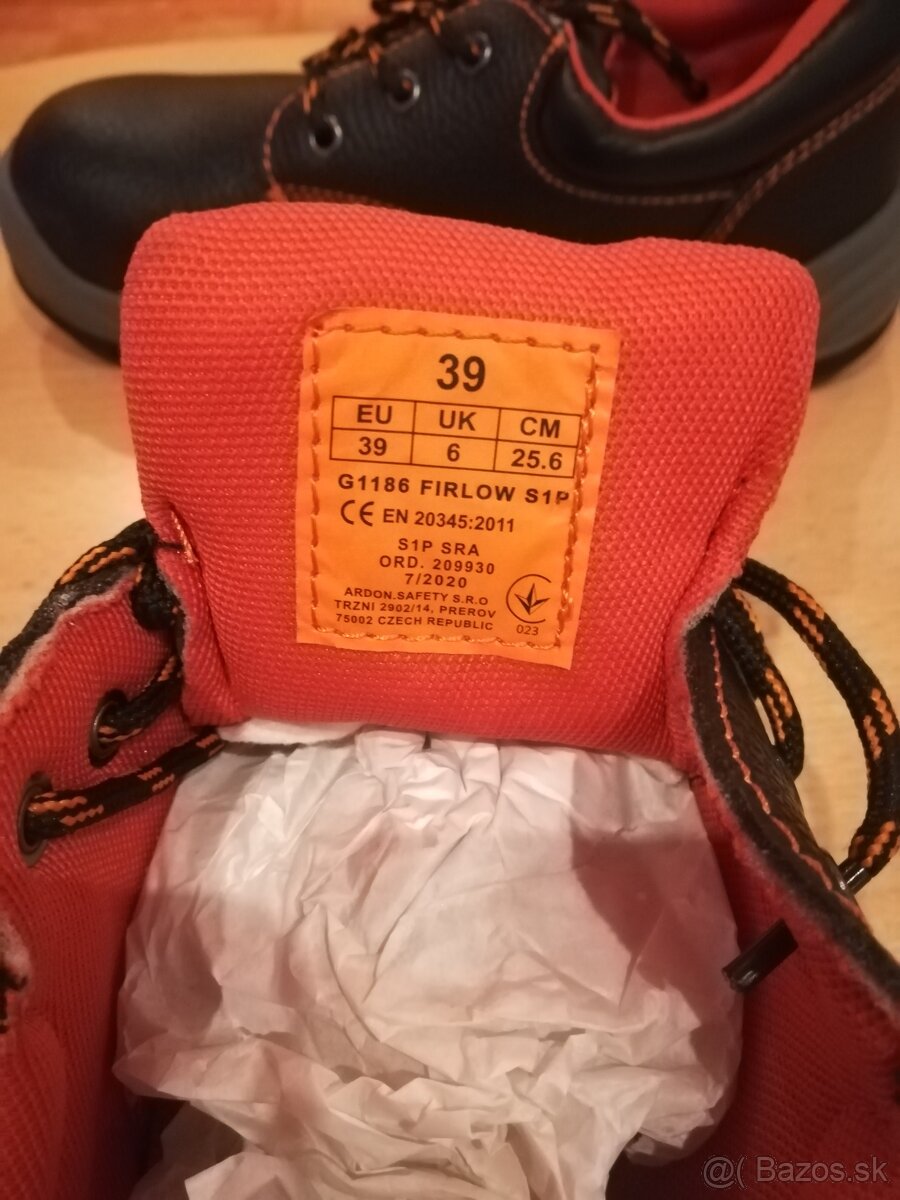 39
EU UK CM
39 6 25.6
G1186 FIRLOW S1P
CE EN 20345:2011
S1P SRA
ORD. 209930
7/2020
ARDON.SAFETY S.R.O
TRZNI 2902/14, PREROV
75002 CZECH REPUBLIC
023
@( Bazos.sk